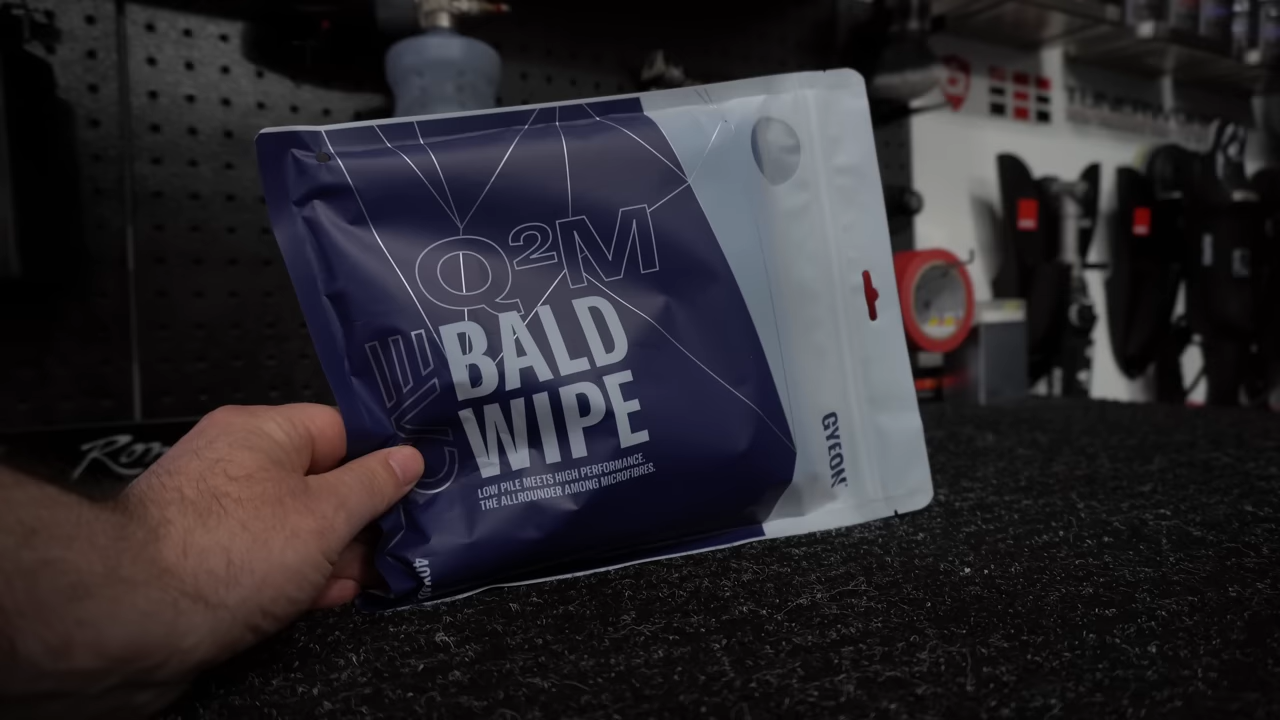 Q²M
BALD
WIPE
LOW PILE MEETS HIGH PERFORMANCE.
THE ALLROUNDER AMONG MICROFIBRES.
GYEON